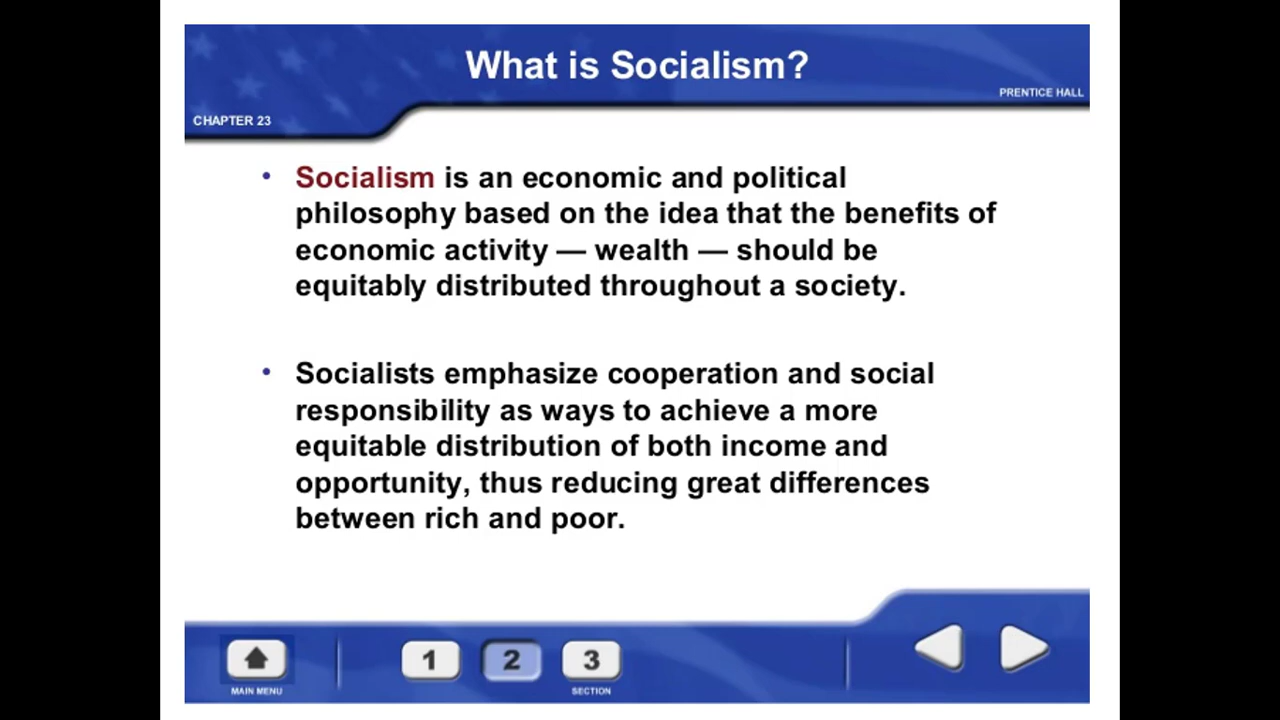 What is Socialism?
PRENTICE HALL
CHAPTER 23
• Socialism is an economic and political
philosophy based on the idea that the benefits of
economic activity — wealth — should be
equitably distributed throughout a society.
• Socialists emphasize cooperation and social
responsibility as ways to achieve a more
equitable distribution of both income and
opportunity, thus reducing great differences
between rich and poor.
1 2 3
MAIN MENU
SECTION